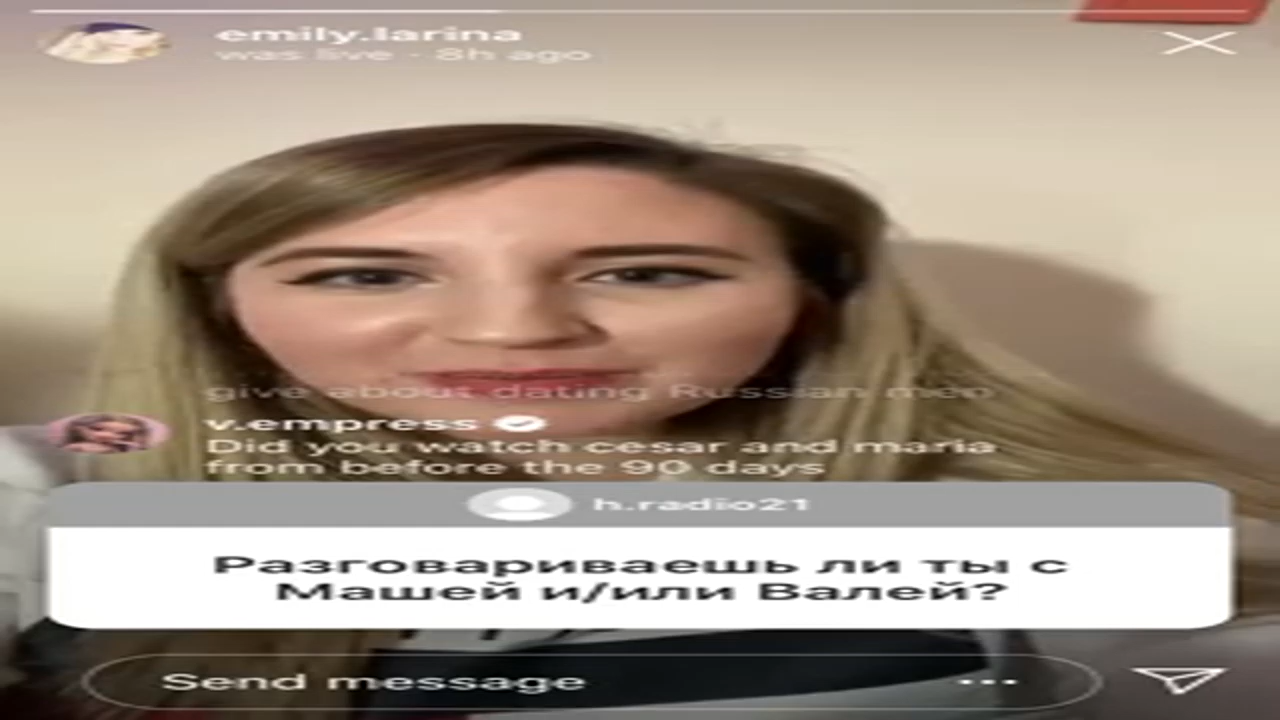 emily.larina
was live · 8h ago
give about dating Russian men
v.empress
Did you watch cesar and maria
from before the 90 days
h.radio21
Разговариваешь ли ты с
Машей и/или Валей?
Send message